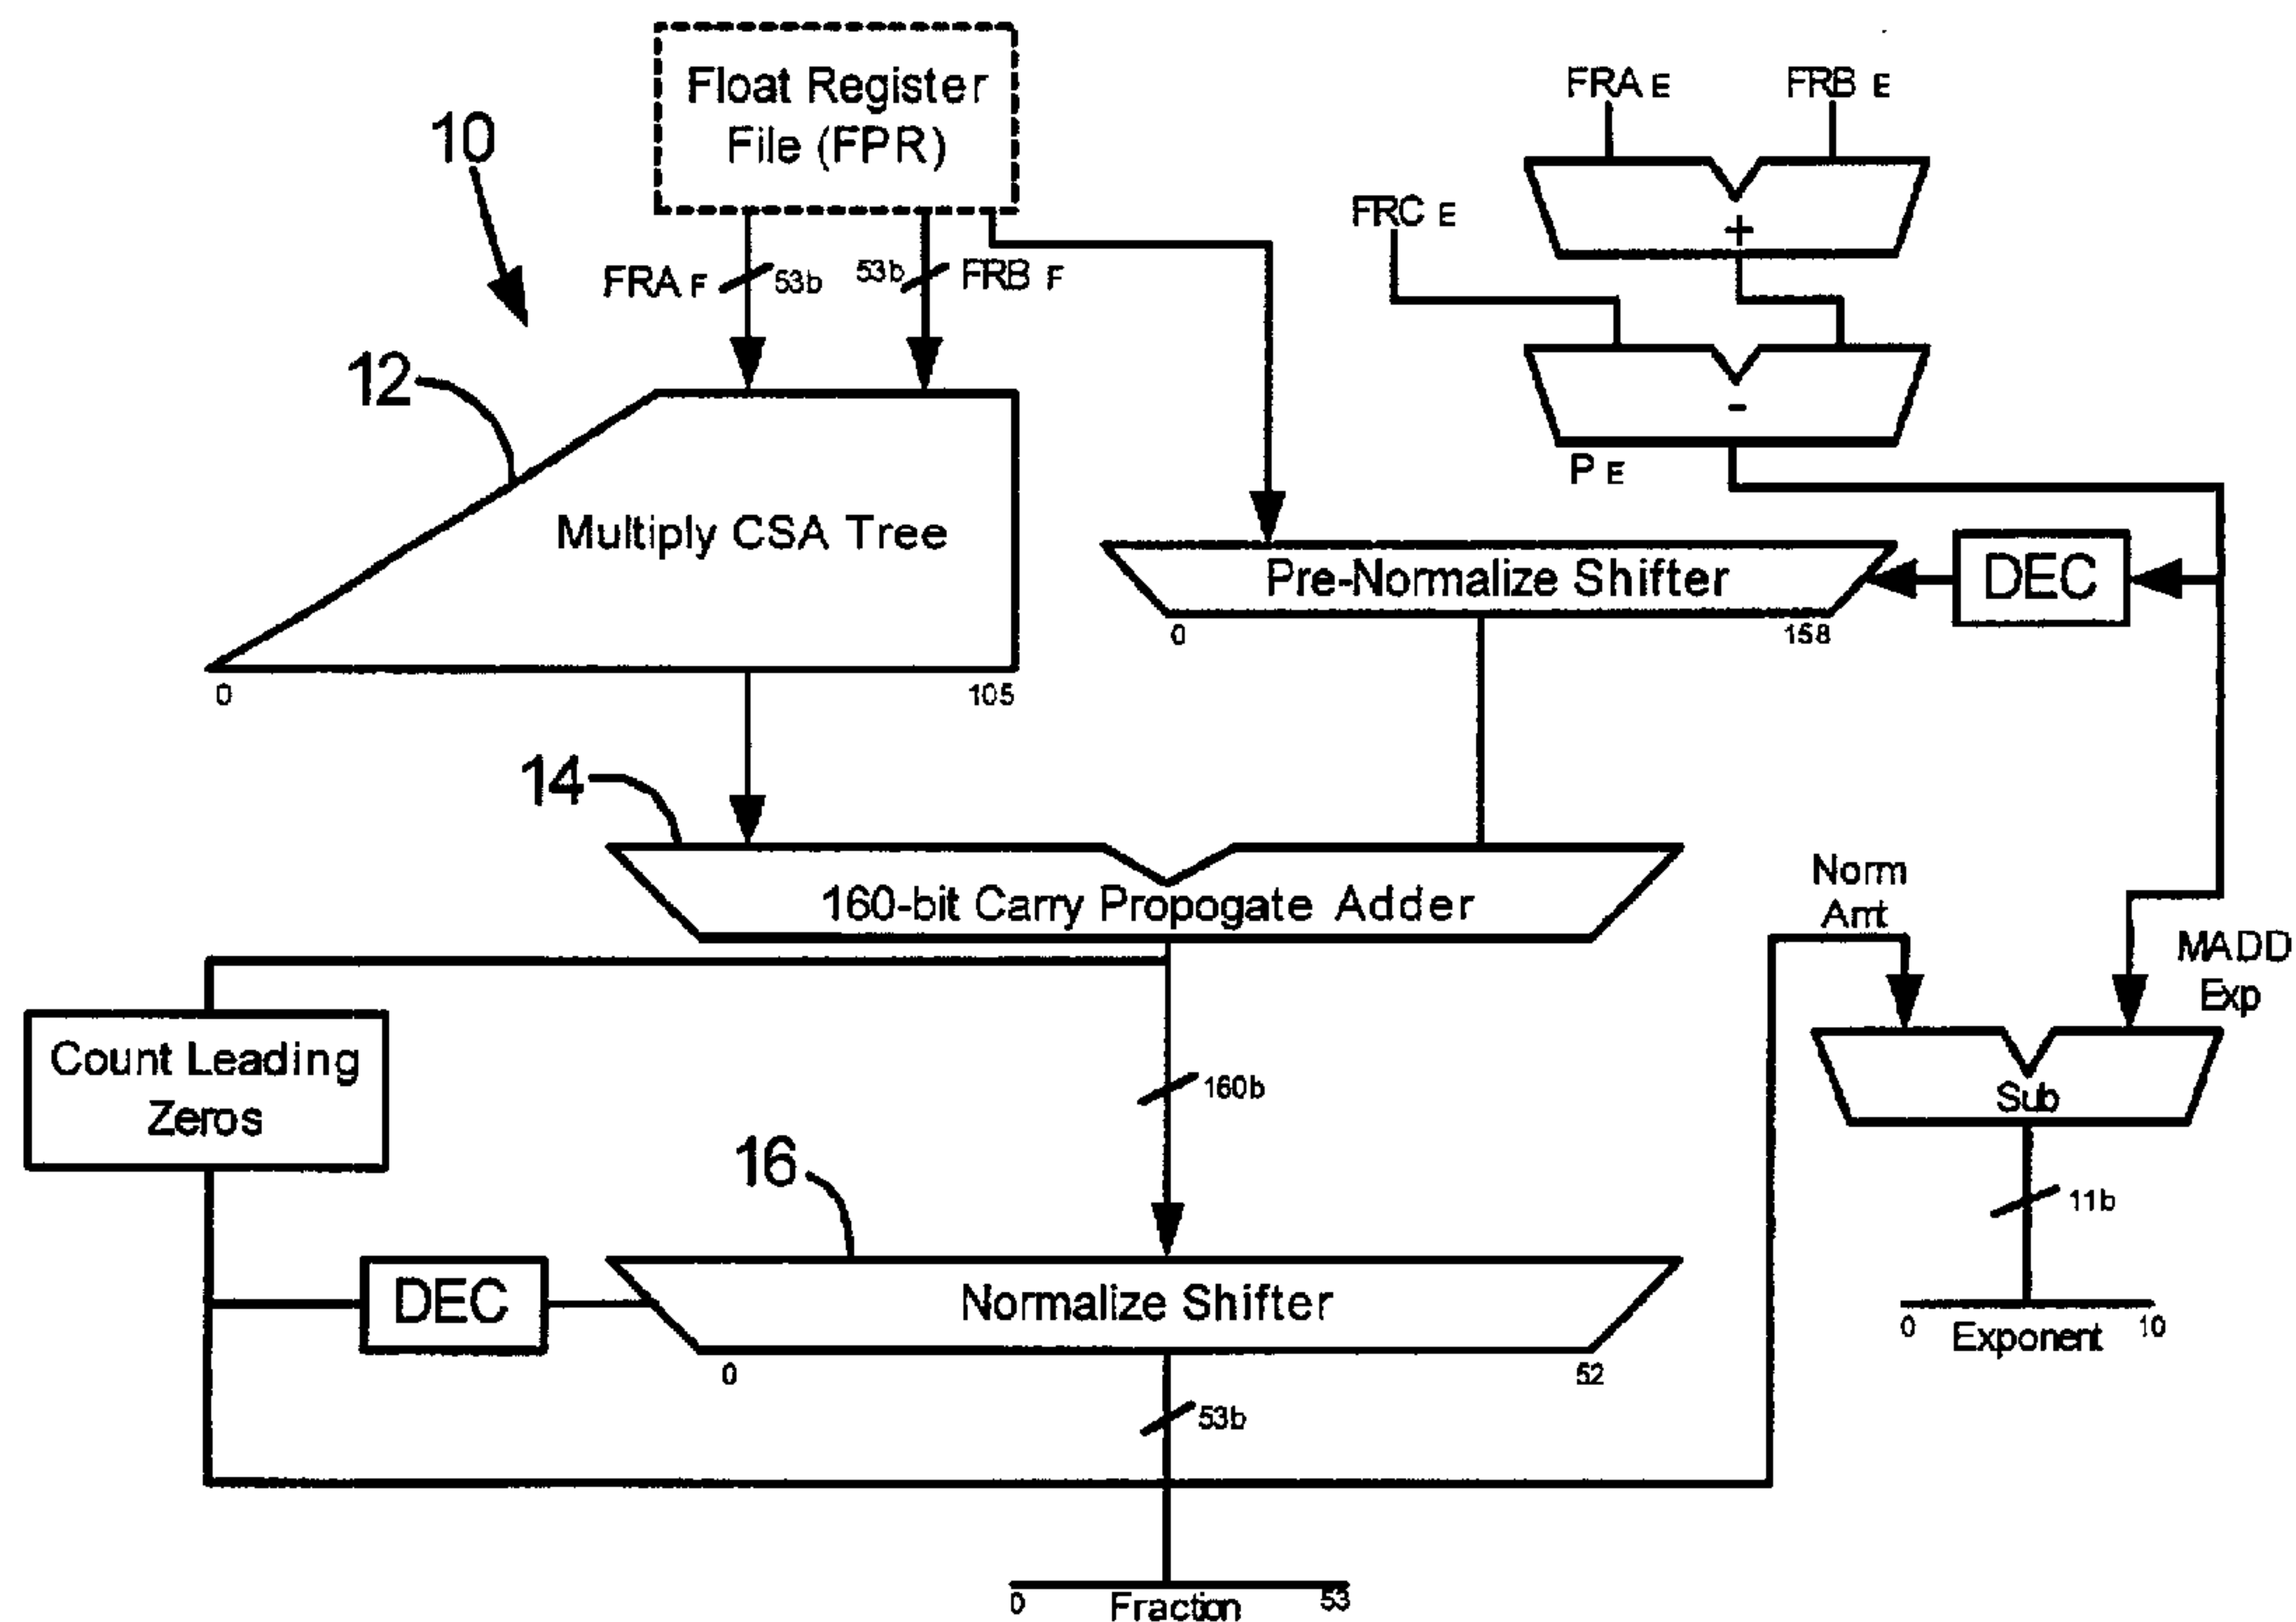 Float Register
File (FPR)
FRA E
FRB E
10
+
FRC E
FRA F
53b
53b
FRB F
12
-
P E
Multiply CSA Tree
Pre-Normalize Shifter
DEC
0
158
0
105
14
Norm
Amt
160-bit Carry Propogate Adder
MADD
Exp
Count Leading
Zeros
160b
Sub
16
11b
DEC
Normalize Shifter
0
Exponent
10
0
52
53b
0
Fraction
53